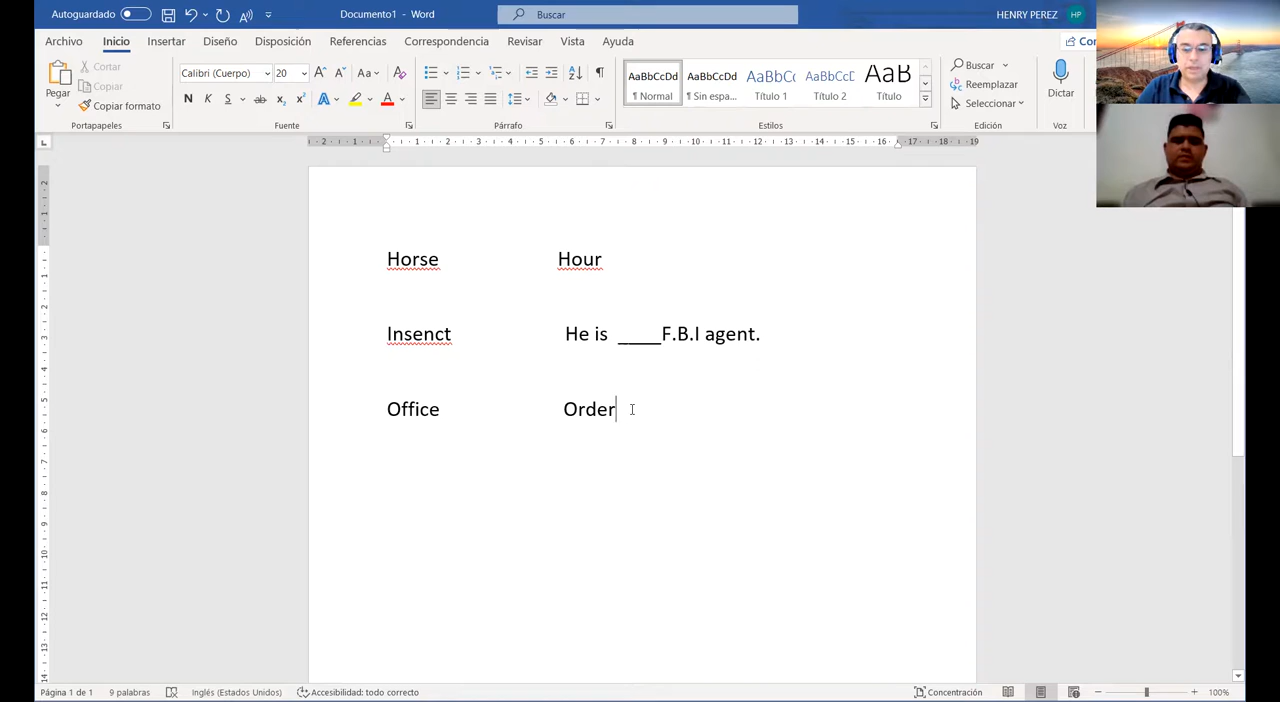 Autoguardado
Documento1 - Word
Buscar
HENRY PEREZ
HP
Archivo Inicio Insertar Diseño Disposición Referencias Correspondencia Revisar Vista Ayuda
Pegar
Cortar
Copiar
Copiar formato
Portapapeles
Calibri (Cuerpo) 20
N K S
Fuente
Párrafo
AaBbCcDd AaBbCcDd AaBbC AaBbCcD AaB
¶ Normal ¶ Sin espa... Título 1 Título 2 Título
Estilos
Buscar
Reemplazar
Seleccionar
Edición
Dictar
Voz
Horse Hour
Insenct He is ____F.B.I agent.
Office Order
Página 1 de 1 9 palabras Inglés (Estados Unidos) Accesibilidad: todo correcto Concentración 100%